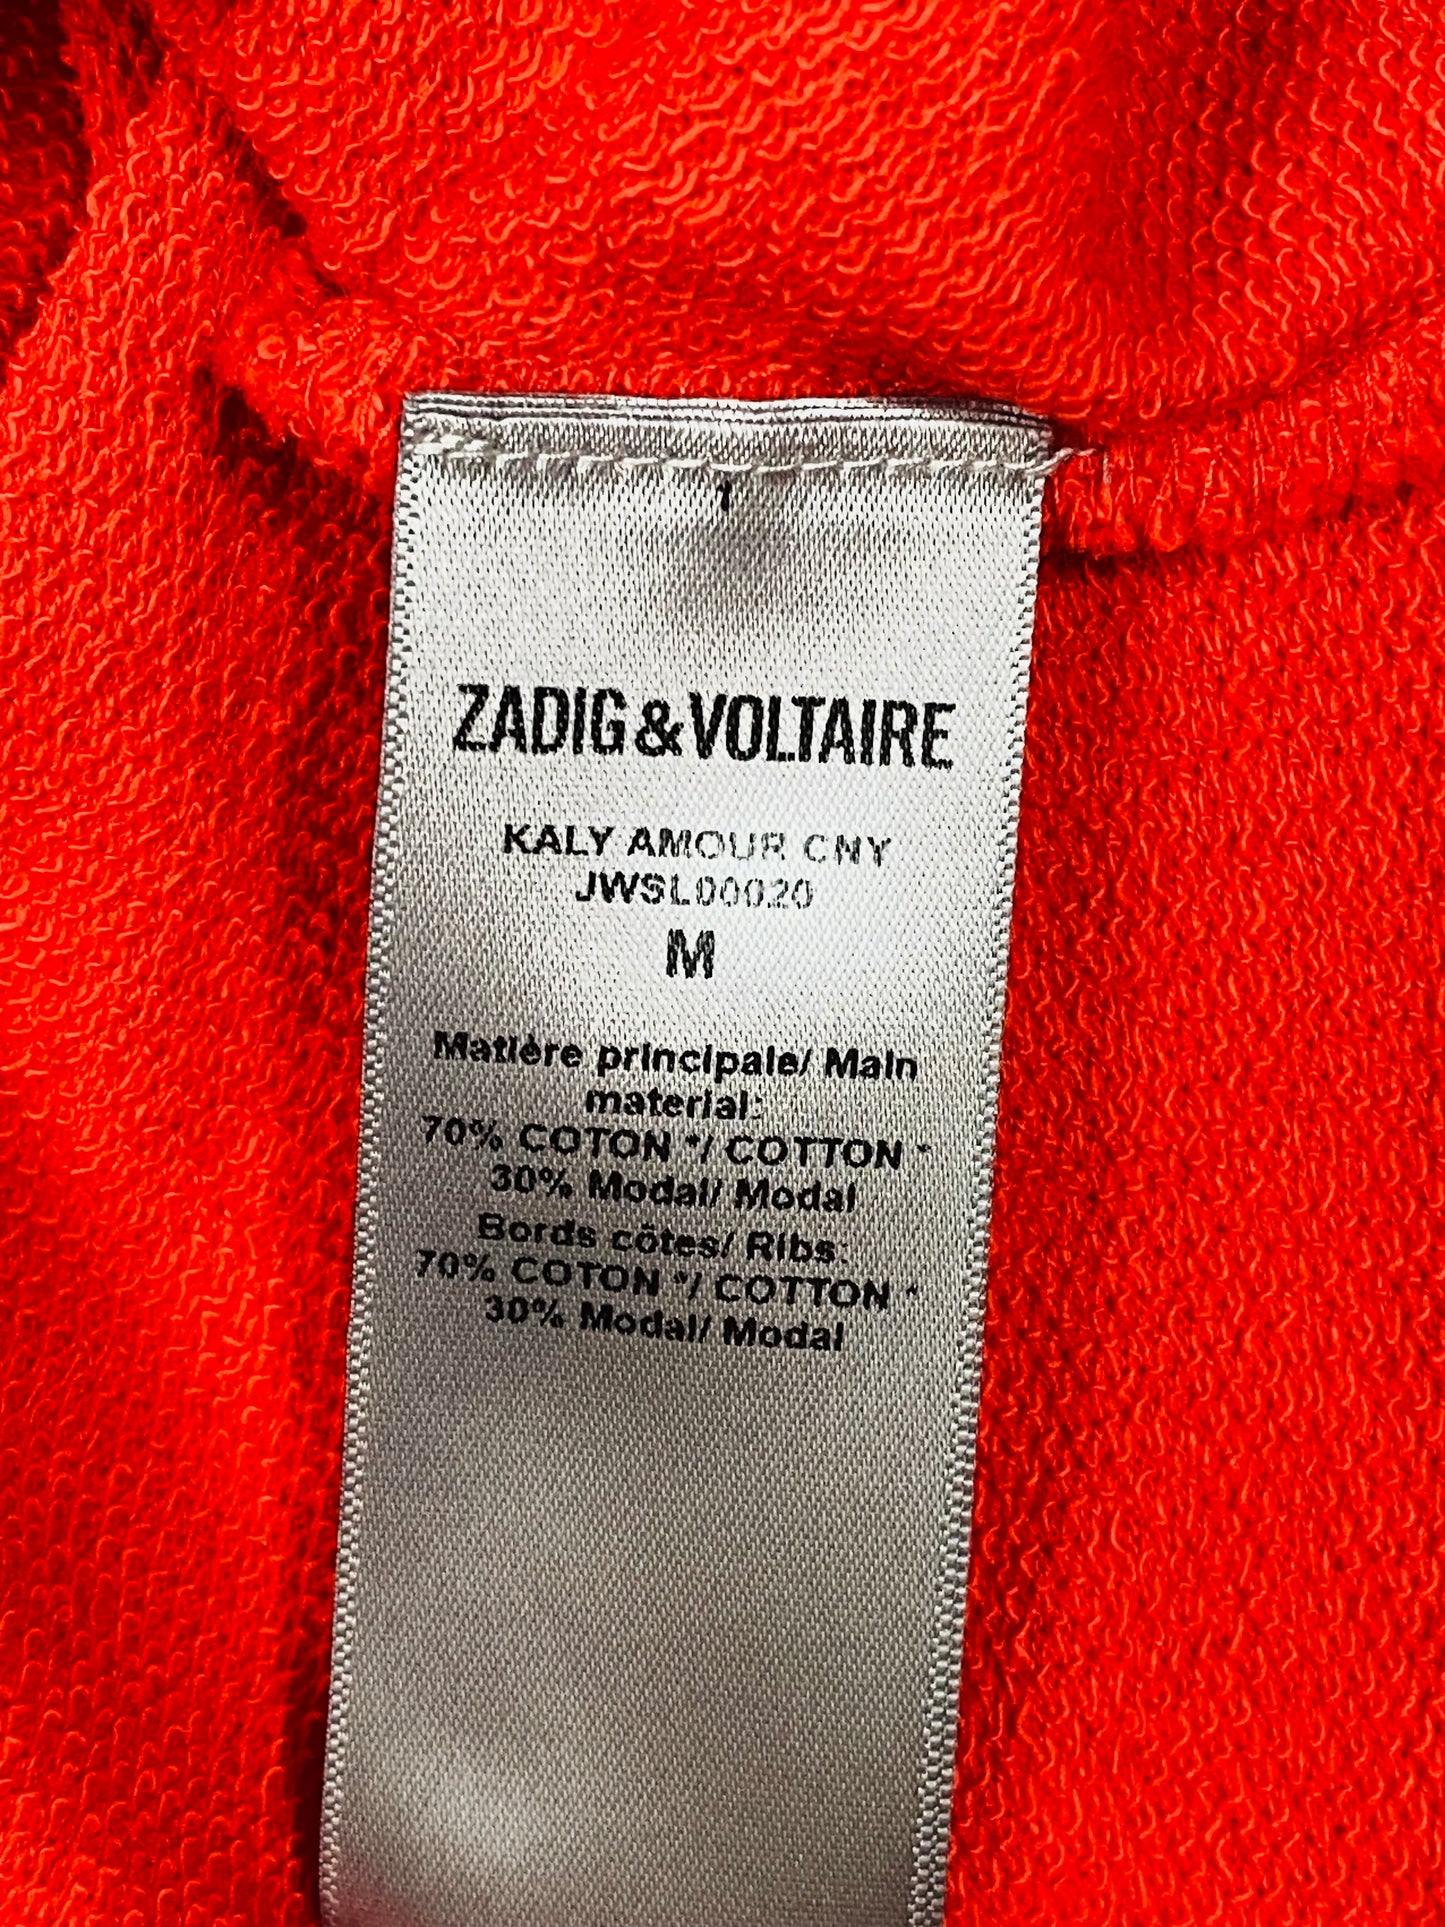 1
ZADIG&VOLTAIRE
KALY AMOUR CNY
JWSL00020
M
Matière principale/ Main
material:
70% COTON */ COTTON *
30% Modal/ Modal
Bords côtes/ Ribs:
70% COTON */ COTTON *
30% Modal/ Modal